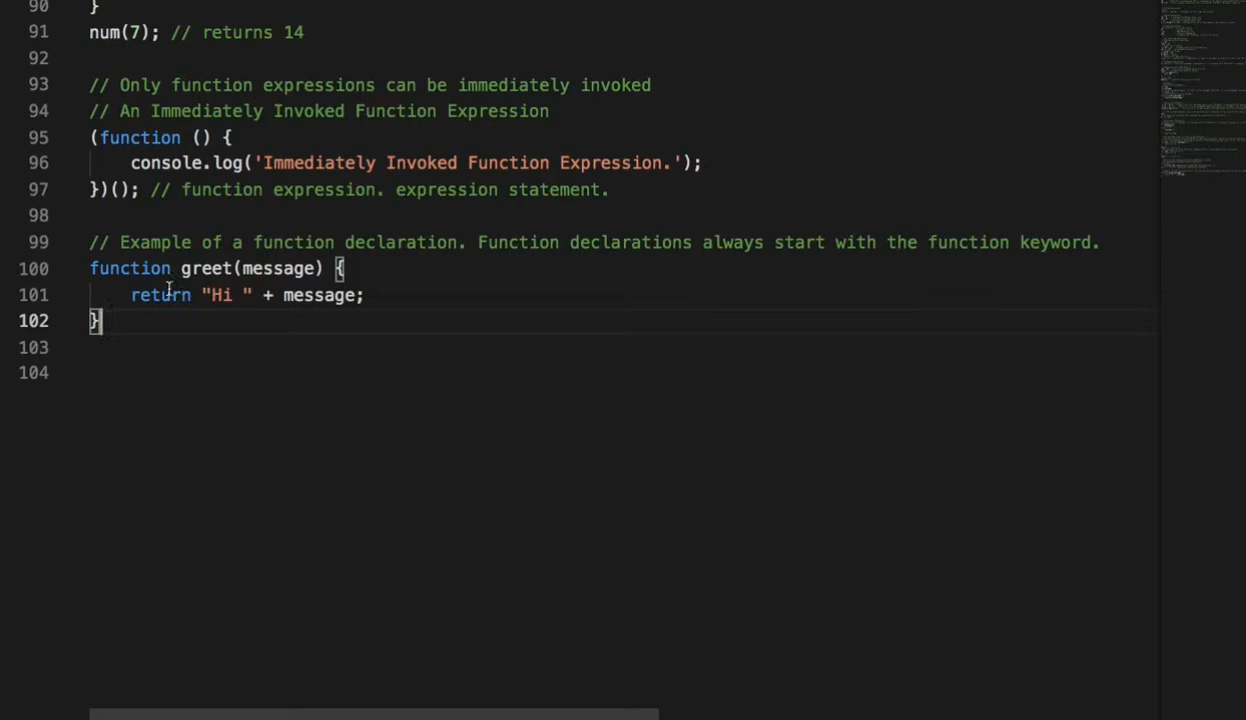 90 }
91 num(7); // returns 14
92
93 // Only function expressions can be immediately invoked
94 // An Immediately Invoked Function Expression
95 (function () {
96 console.log('Immediately Invoked Function Expression.');
97 })(); // function expression. expression statement.
98
99 // Example of a function declaration. Function declarations always start with the function keyword.
100 function greet(message) {
101 return "Hi " + message;
102 }
103
104